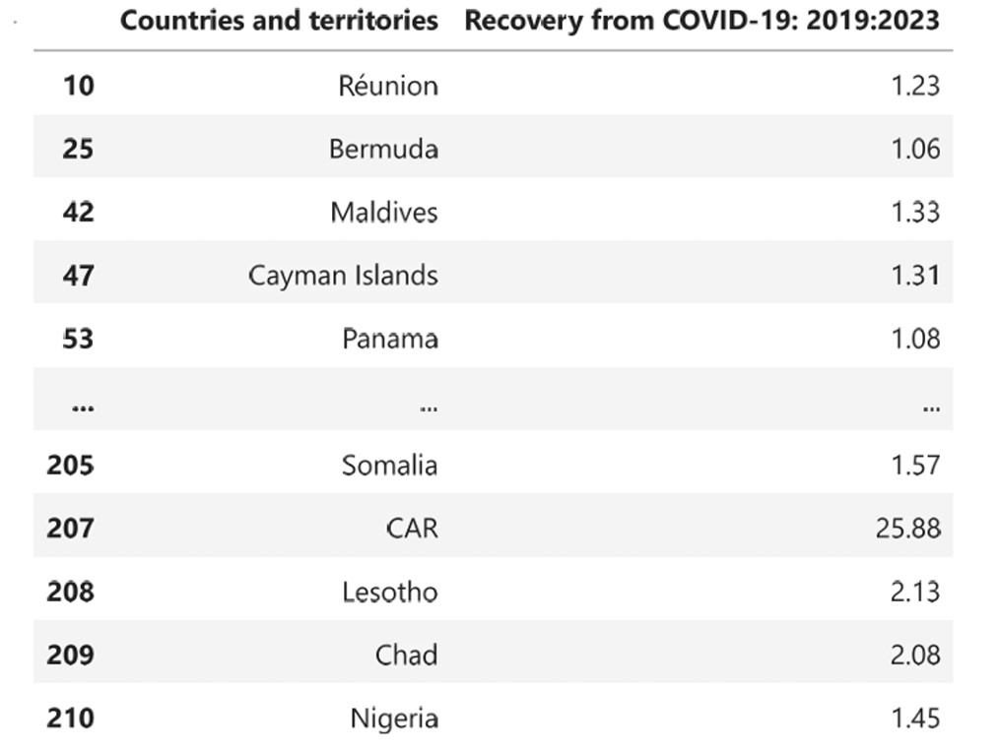 Countries and territories Recovery from COVID-19: 2019:2023
10 Réunion 1.23
25 Bermuda 1.06
42 Maldives 1.33
47 Cayman Islands 1.31
53 Panama 1.08
... ... ...
205 Somalia 1.57
207 CAR 25.88
208 Lesotho 2.13
209 Chad 2.08
210 Nigeria 1.45